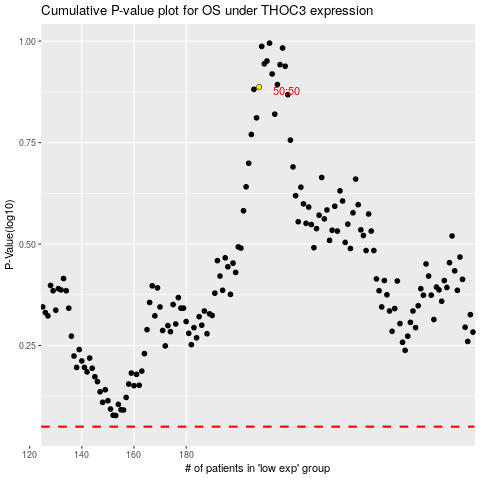 Cumulative P-value plot for OS under THOC3 expression
1.00
50:50
0.75
0.50
0.25
P-Value(log10)
120 140 160 180
# of patients in 'low exp' group